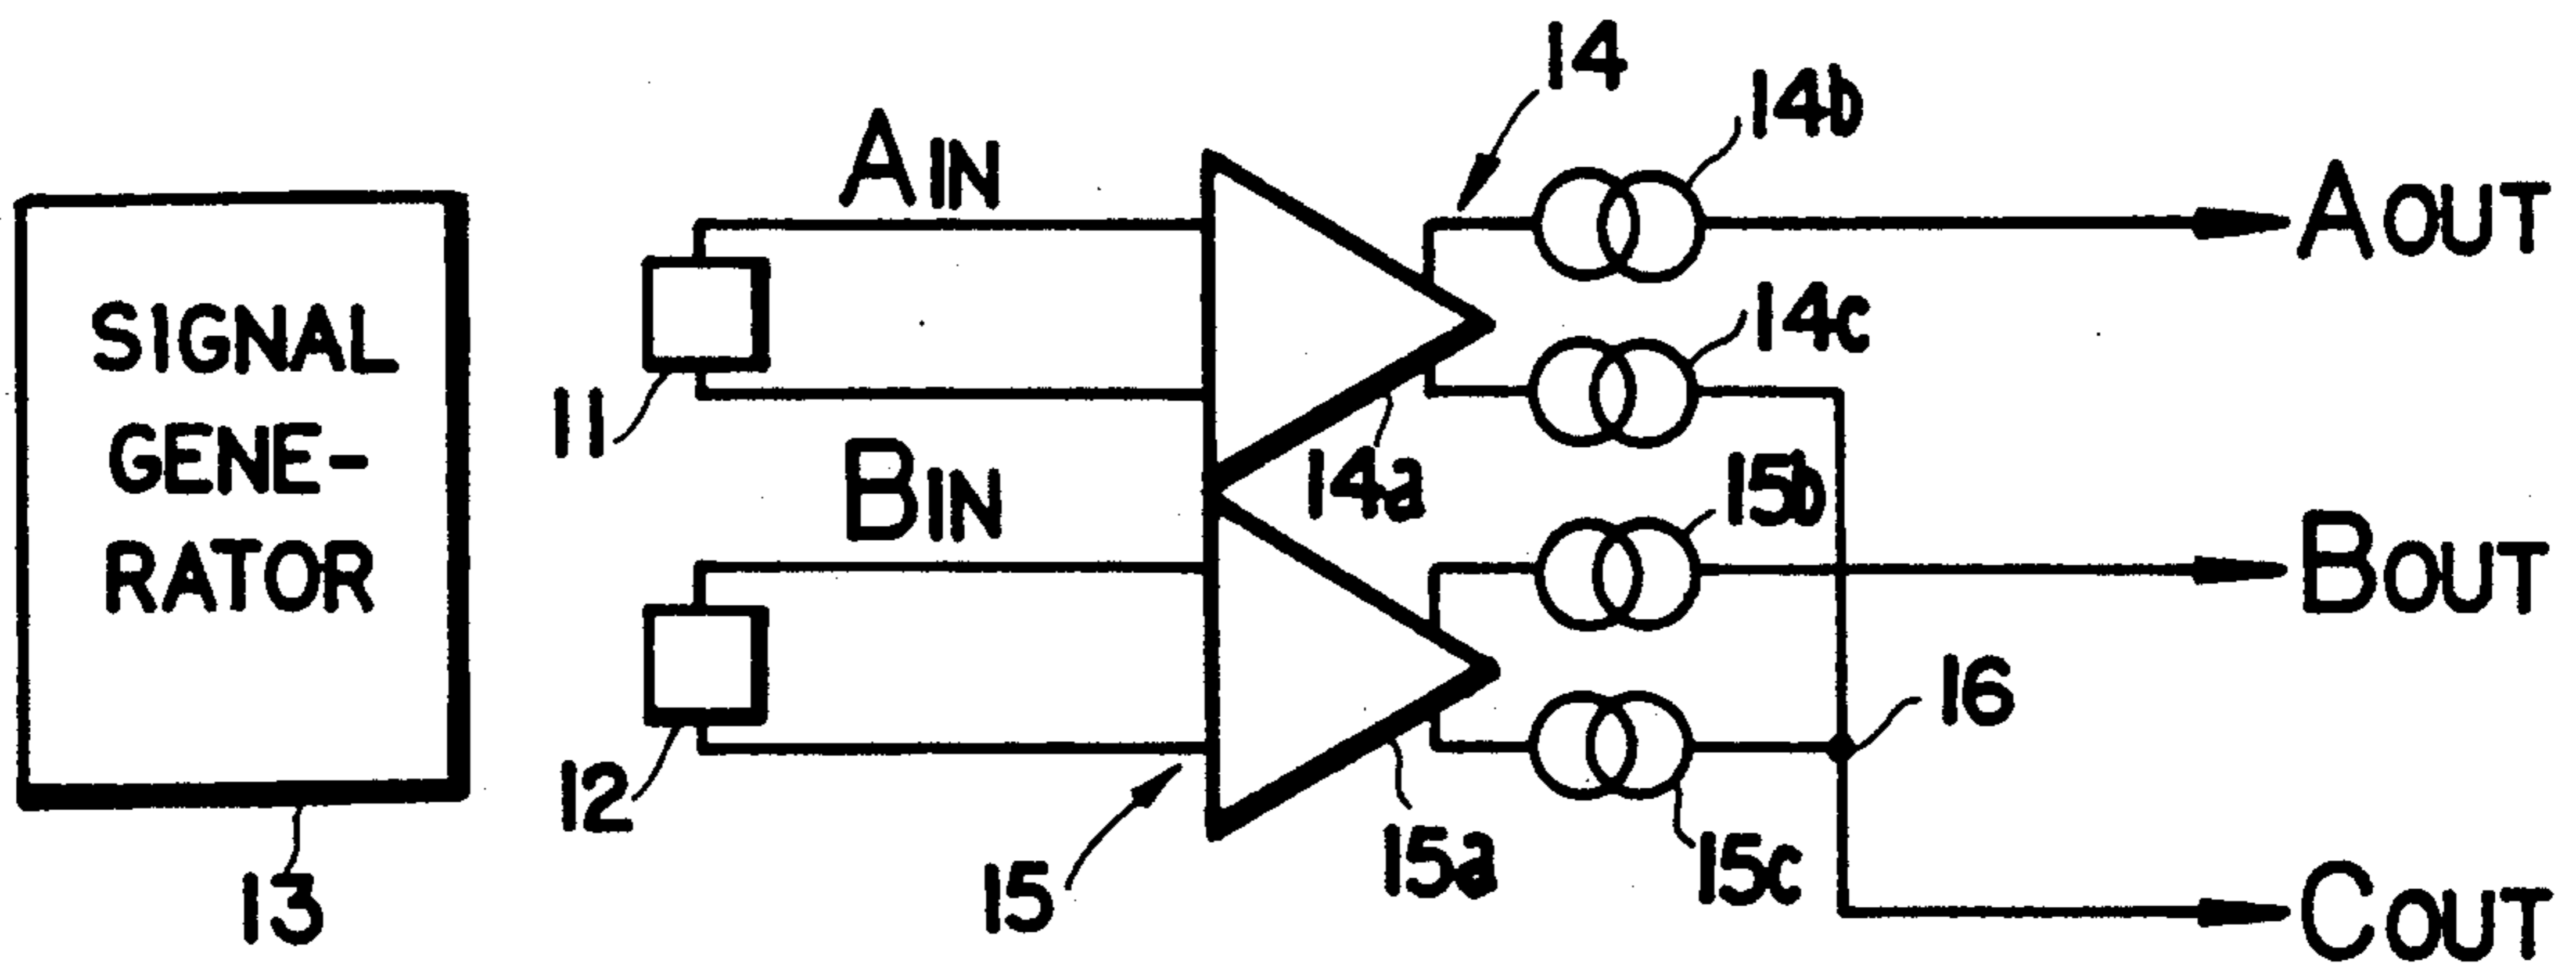 14
14b
AIN
AOUT
SIGNAL
GENE-
RATOR
14c
11
14a
BIN
15b
BOUT
16
12
15a
15c
15
13
COUT